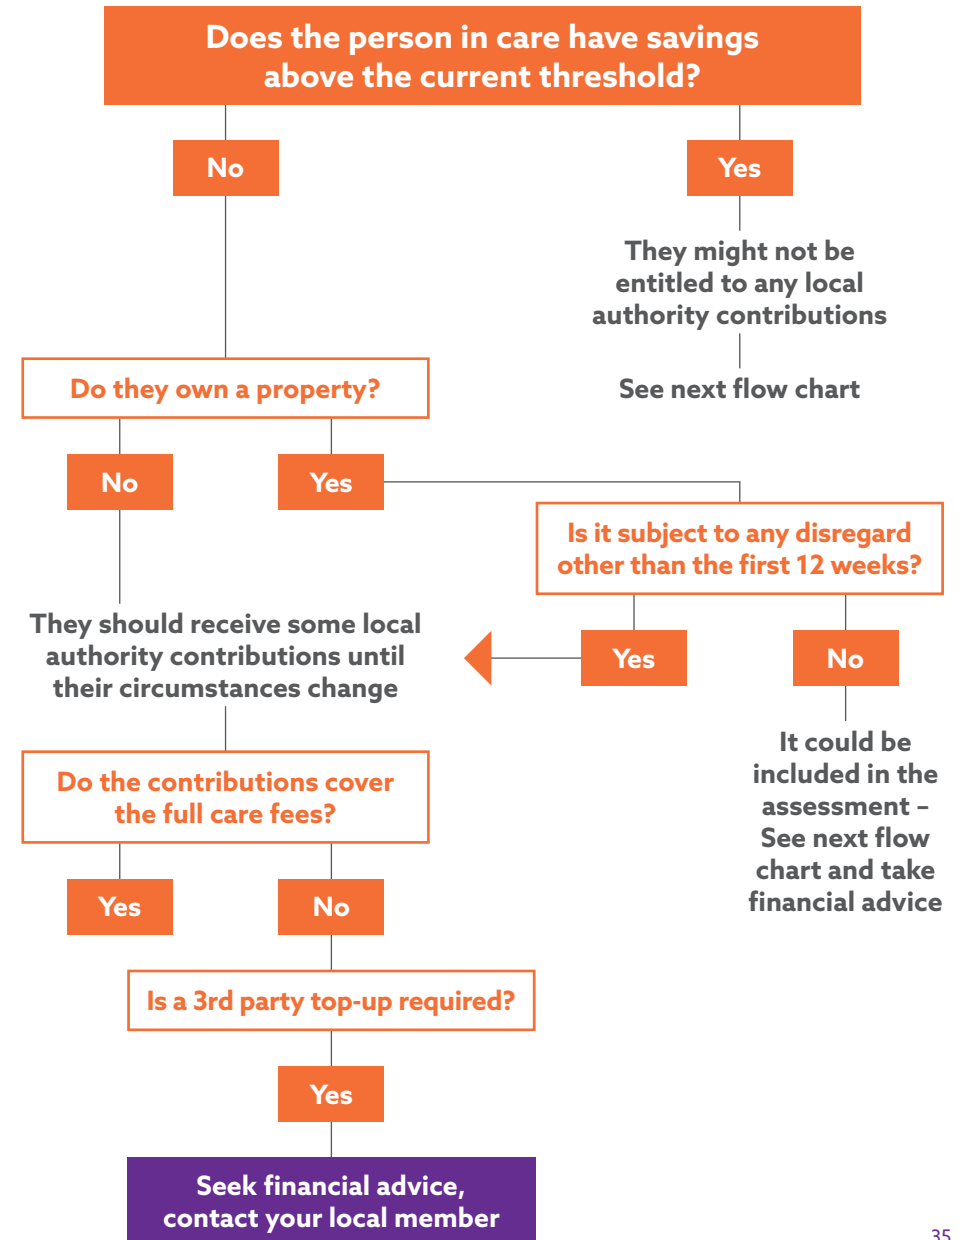 Does the person in care have savings
above the current threshold?
No
Yes
They might not be
entitled to any local
authority contributions
See next flow chart
Do they own a property?
No
Yes
Is it subject to any disregard
other than the first 12 weeks?
Yes
No
They should receive some local
authority contributions until
their circumstances change
It could be
included in the
assessment –
See next flow
chart and take
financial advice
Do the contributions cover
the full care fees?
Yes
No
Is a 3rd party top-up required?
Yes
Seek financial advice,
contact your local member
35